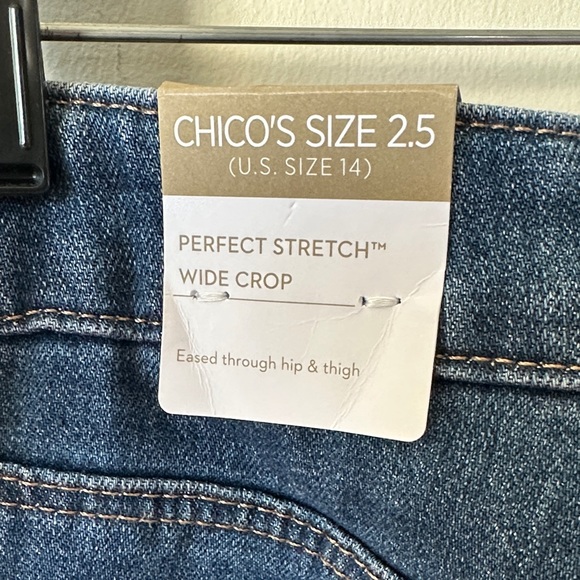 CHICO'S SIZE 2.5
(U.S. SIZE 14)
PERFECT STRETCH™
WIDE CROP
Eased through hip & thigh